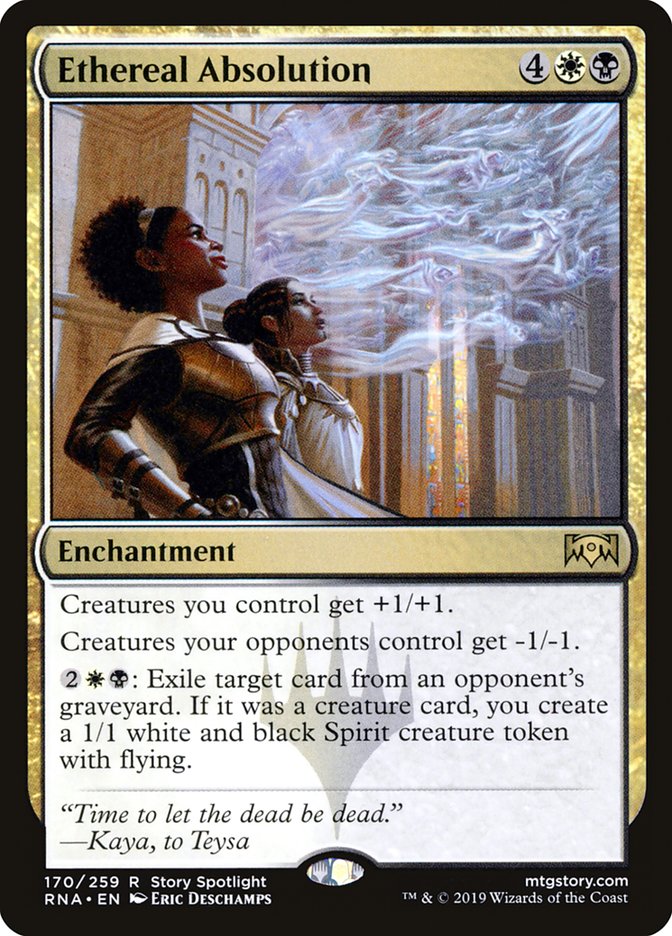 Ethereal Absolution 4
Enchantment
Creatures you control get +1/+1.
Creatures your opponents control get -1/-1.
2 : Exile target card from an opponent's
graveyard. If it was a creature card, you create
a 1/1 white and black Spirit creature token
with flying.
“Time to let the dead be dead.”
—Kaya, to Teysa
170/259 R Story Spotlight
RNA • EN Eric Deschamps
mtgstory.com
™ & © 2019 Wizards of the Coast